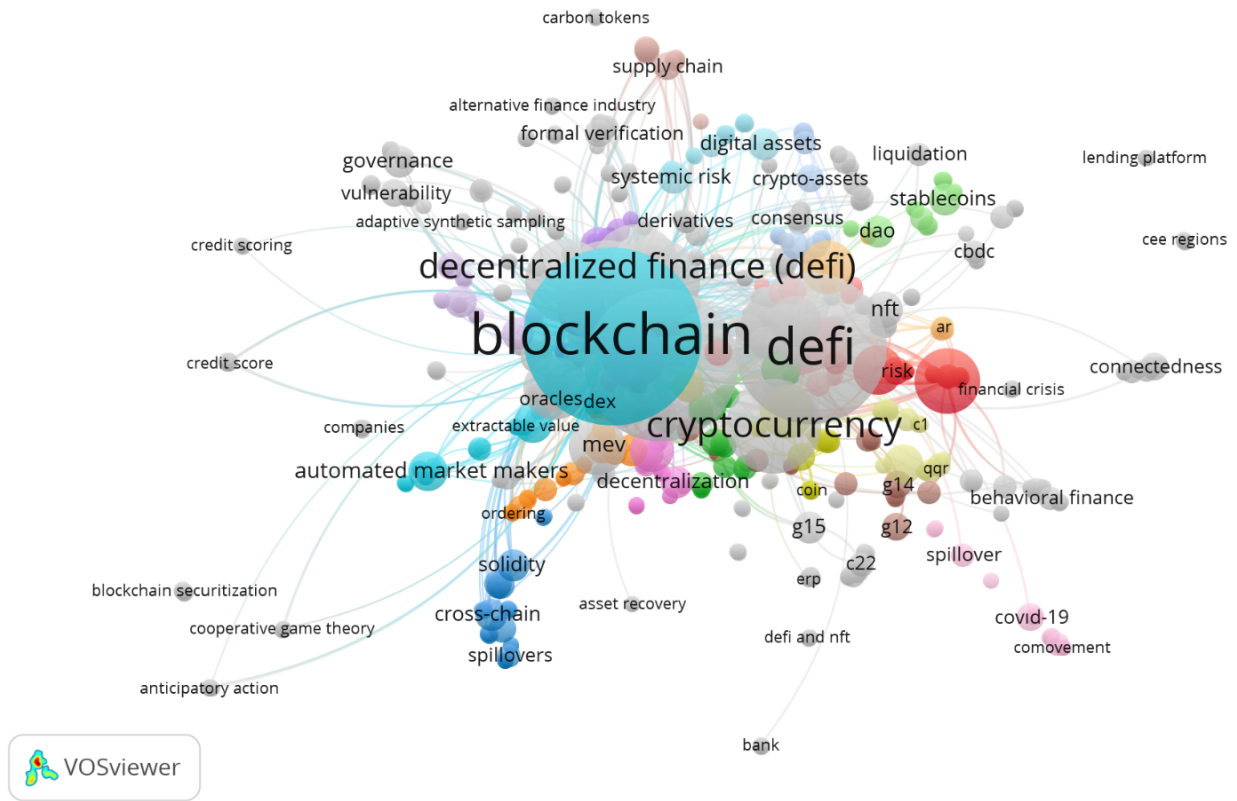 carbon tokens
supply chain
alternative finance industry
formal verification
digital assets
governance
liquidation
lending platform
systemic risk
crypto-assets
vulnerability
stablecoins
adaptive synthetic sampling
derivatives
consensus
dao
credit scoring
cee regions
cbdc
decentralized finance (defi)
nft
ar
blockchain
defi
credit score
risk
connectedness
financial crisis
oracles
dex
companies
extractable value
cryptocurrency
c1
mev
automated market makers
qqr
decentralization
coin
g14
behavioral finance
ordering
g15
g12
spillover
solidity
c22
erp
blockchain securitization
asset recovery
cross-chain
covıd-19
cooperative game theory
defi and nft
comovement
spillovers
anticipatory action
bank
VOSviewer